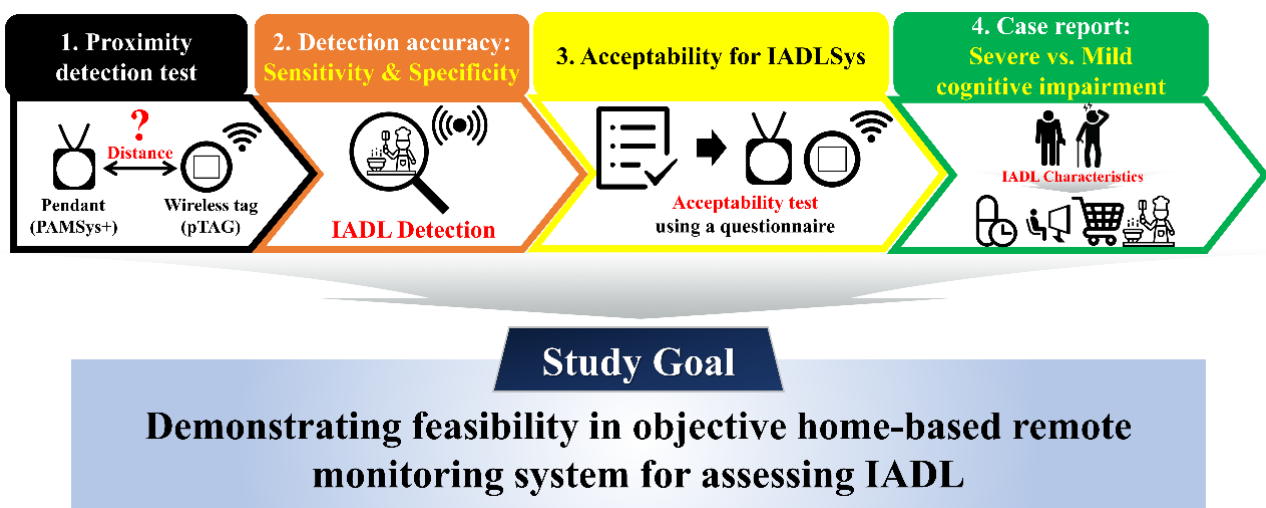 1. Proximity
detection test
2. Detection accuracy:
Sensitivity & Specificity
3. Acceptability for IADLSys
4. Case report:
Severe vs. Mild
cognitive impairment
?
Distance
Pendant
(PAMSys+)
Wireless tag
(pTAG)
IADL Detection
Acceptability test
using a questionnaire
IADL Characteristics
Study Goal
Demonstrating feasibility in objective home-based remote
monitoring system for assessing IADL